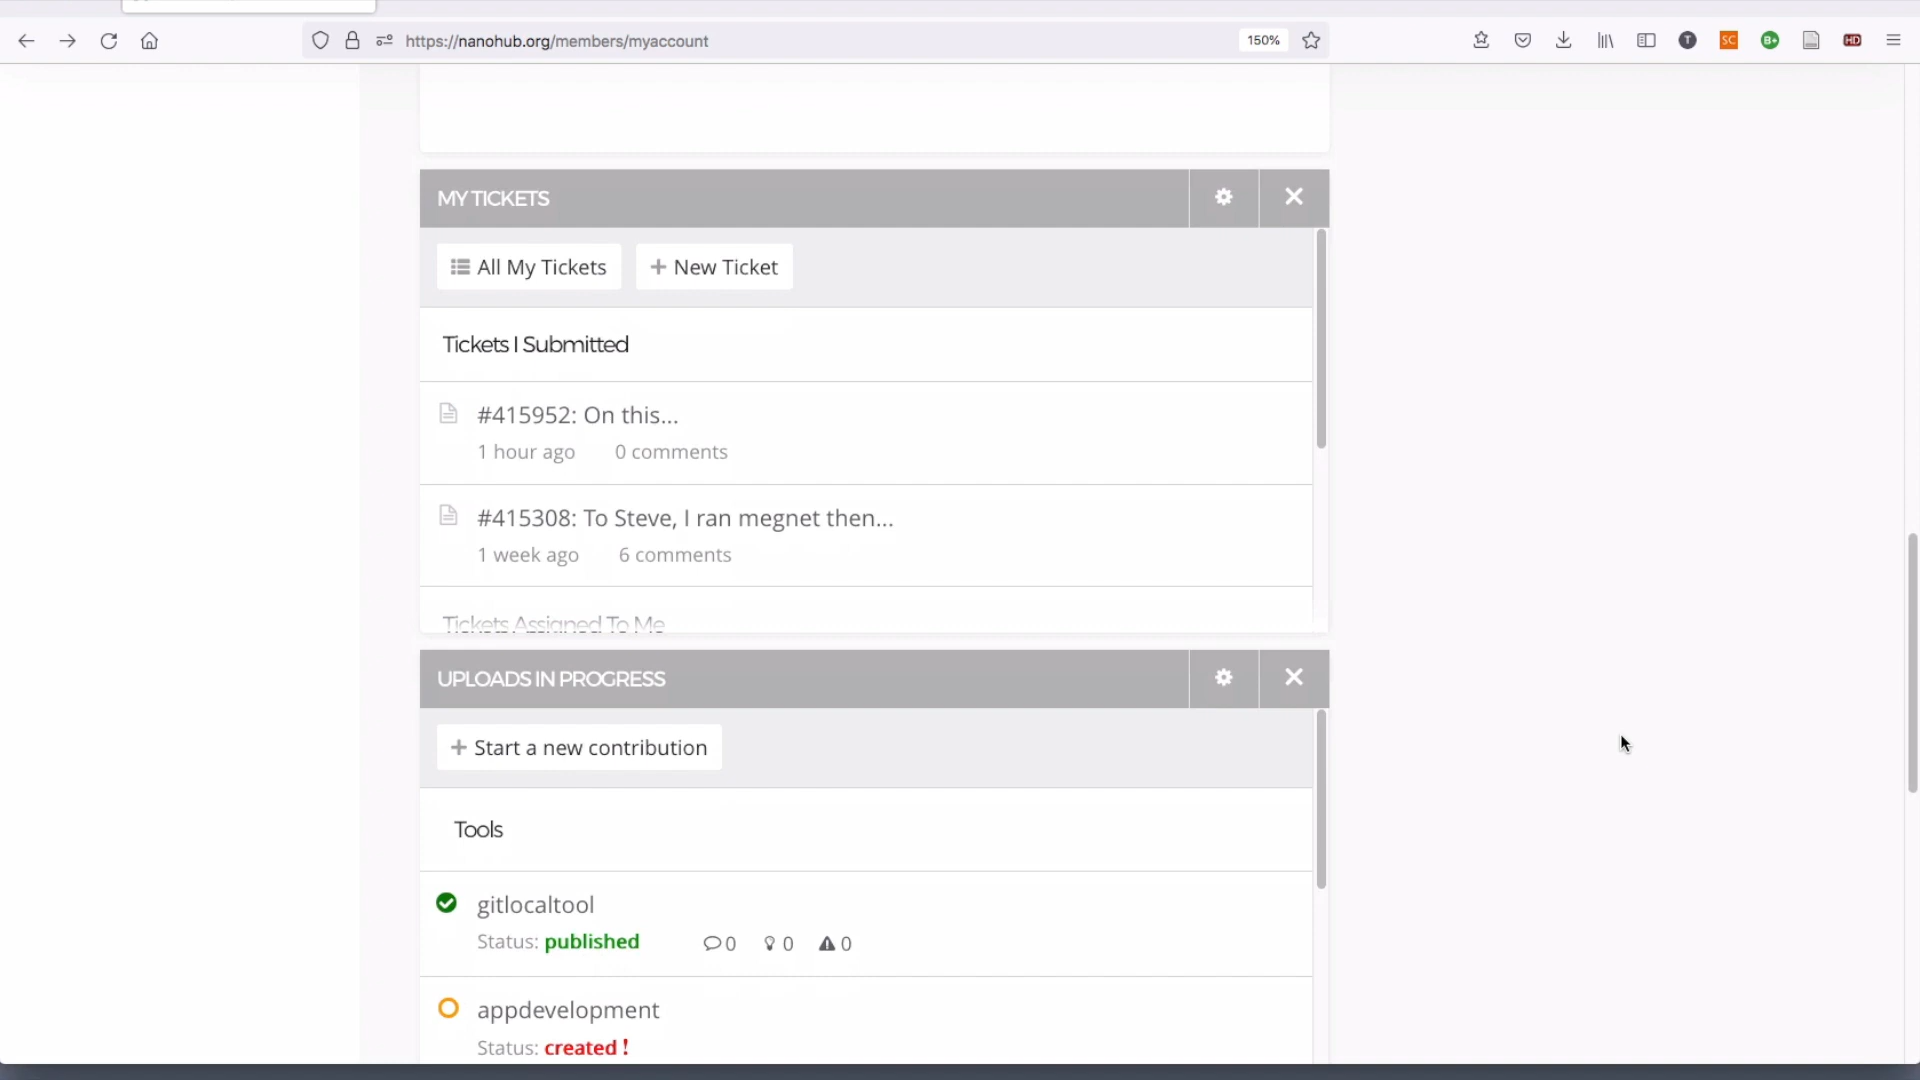 https://nanohub.org/members/myaccount
150%
T
SC
B+
HD
MY TICKETS
All My Tickets
+ New Ticket
Tickets I Submitted
#415952: On this...
1 hour ago 0 comments
#415308: To Steve, I ran megnet then...
1 week ago 6 comments
Tickets Assigned To Me
UPLOADS IN PROGRESS
+ Start a new contribution
Tools
gitlocaltool
Status: published 0 0 0
appdevelopment
Status: created !